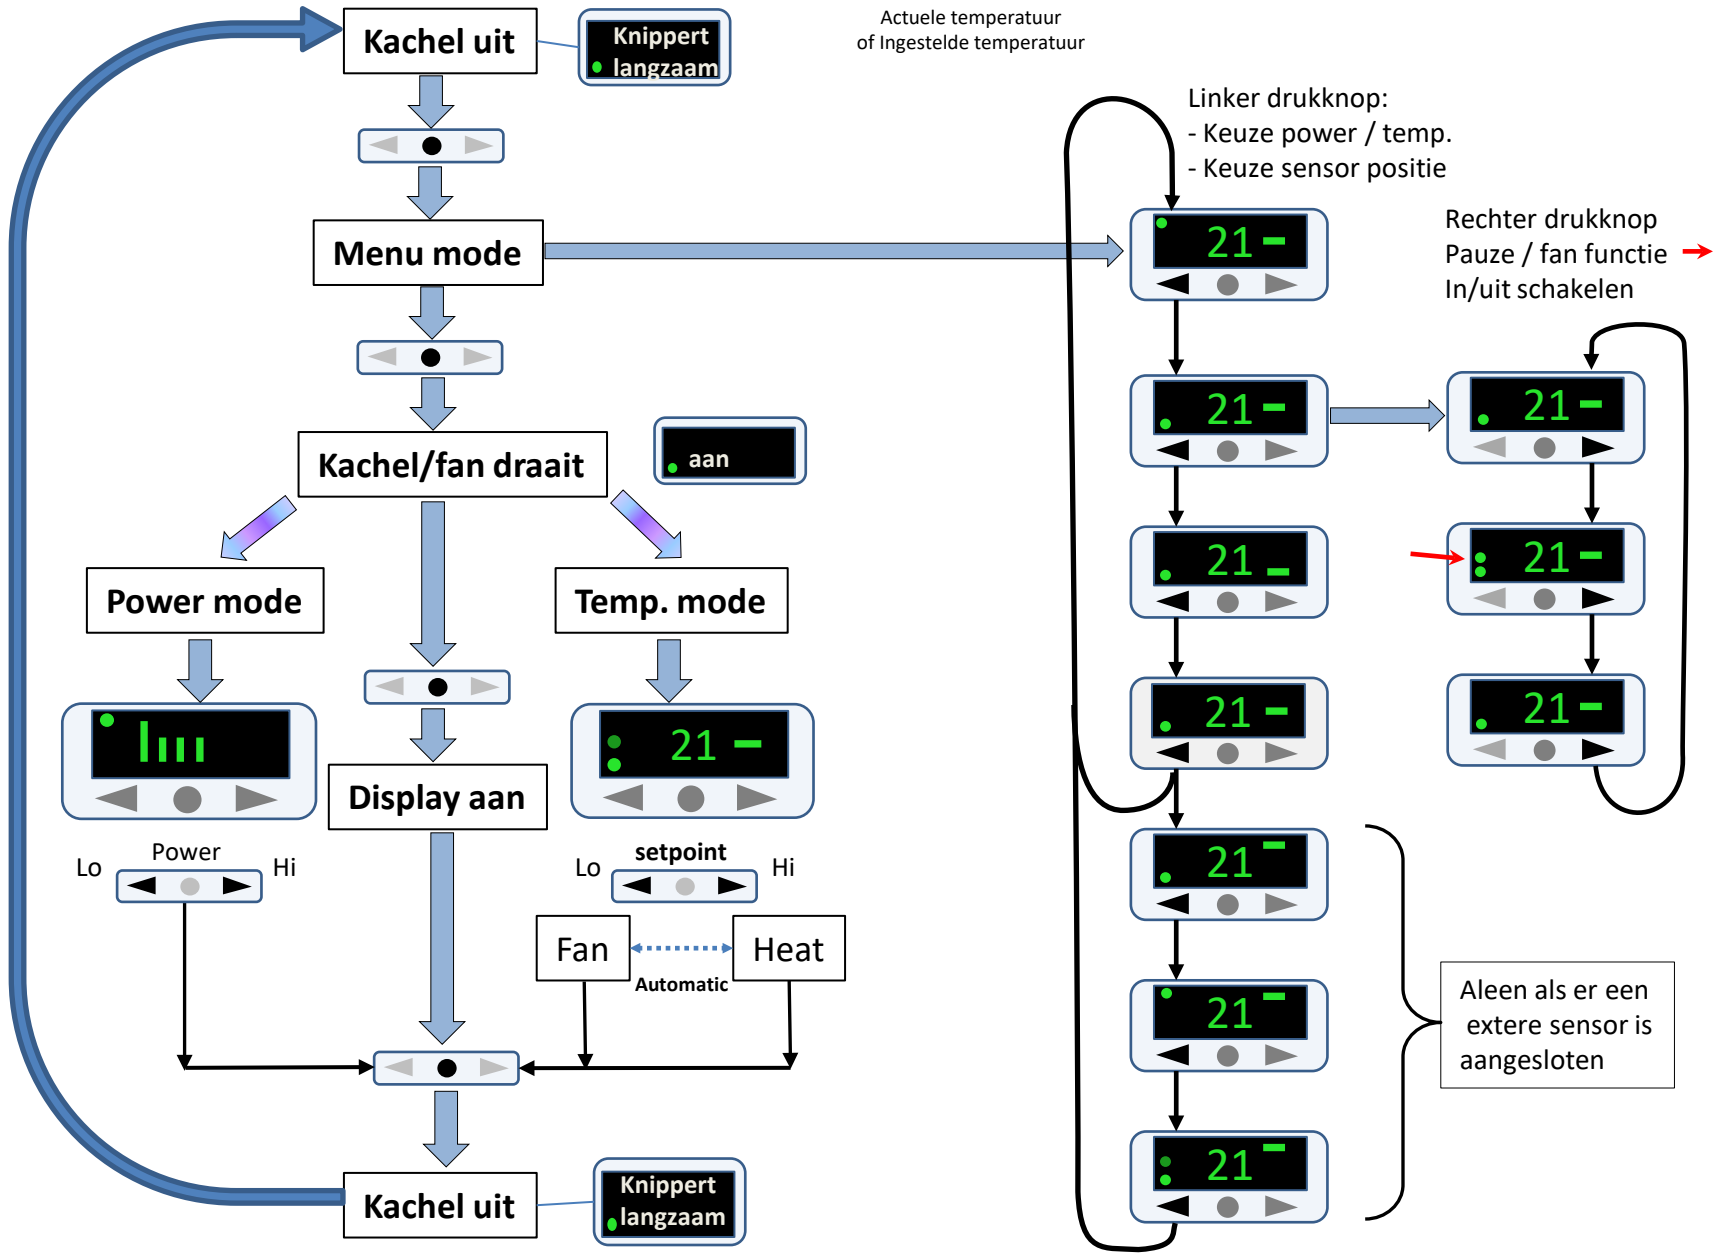 Kachel uit
Knippert
langzaam
Actuele temperatuur
of Ingestelde temperatuur
Linker drukknop:
- Keuze power / temp.
- Keuze sensor positie
Menu mode
21
Rechter drukknop
Pauze / fan functie
In/uit schakelen
21
21
Kachel/fan draait
aan
21
21
Power mode
Temp. mode
21
21
21
Display aan
Lo
Power
Hi
Lo
setpoint
Hi
21
Fan
Heat
Automatic
21
Aleen als er een
extere sensor is
aangesloten
Kachel uit
Knippert
langzaam
21